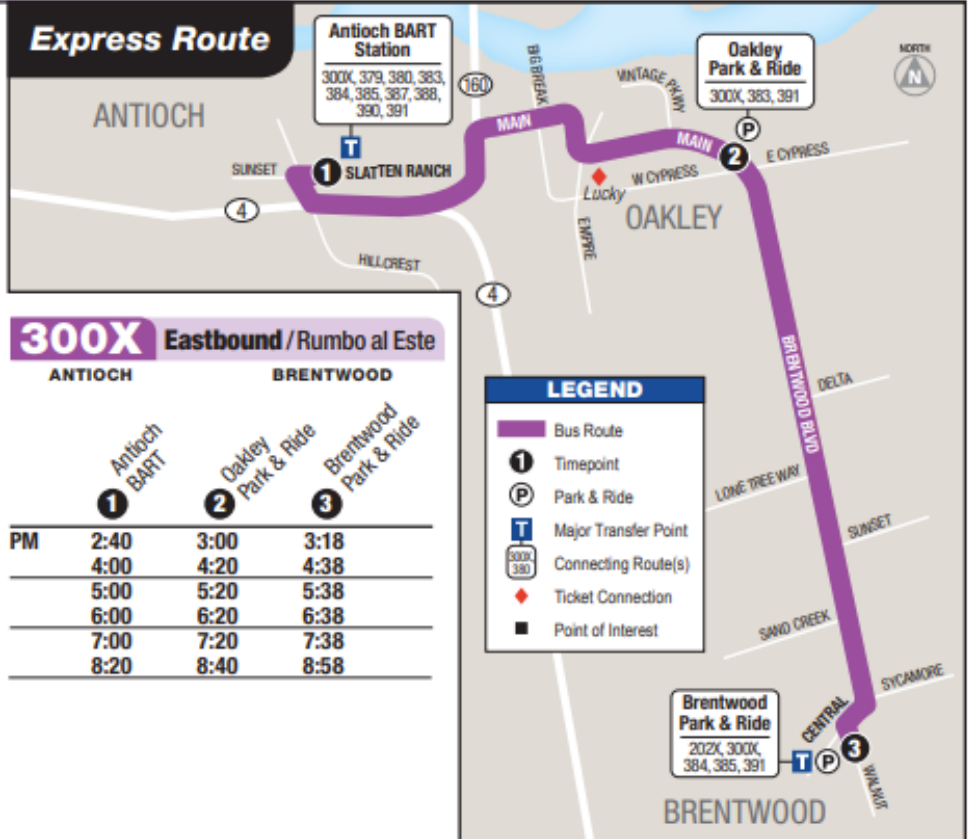 Express Route
Antioch BART
Station
300X, 379, 380, 383,
384, 385, 387, 388,
390, 391
160
BIG BREAK
VINTAGE PKWY
Oakley
Park & Ride
300X, 383, 391
NORTH
N
ANTIOCH
MAIN
MAIN
P
T
SUNSET
1
SLATTEN RANCH
2
E CYPRESS
W CYPRESS
Lucky
OAKLEY
4
EMPIRE
HILLCREST
4
300X Eastbound / Rumbo al Este
ANTIOCH BRENTWOOD
Antioch
BART
Oakley
Park & Ride
Brentwood
Park & Ride
1 2 3
PM 2:40 3:00 3:18
4:00 4:20 4:38
5:00 5:20 5:38
6:00 6:20 6:38
7:00 7:20 7:38
8:20 8:40 8:58
LEGEND
Bus Route
1 Timepoint
P Park & Ride
T Major Transfer Point
300X,
380
Connecting Route(s)
Ticket Connection
Point of Interest
BRENTWOOD BLVD
DELTA
LONE TREE WAY
SUNSET
SAND CREEK
SYCAMORE
Brentwood
Park & Ride
202X, 300X,
384, 385, 391
CENTRAL
T
P
3
WALNUT
BRENTWOOD